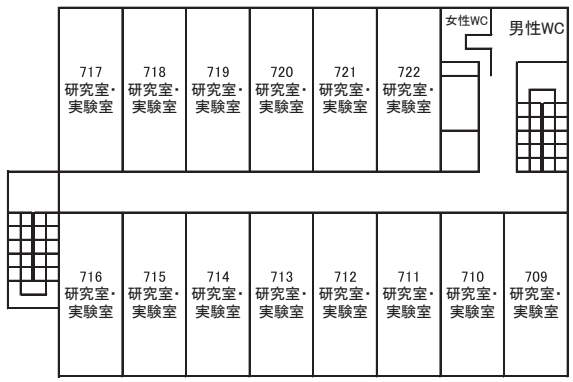 女性WC
男性WC
717
研究室・
実験室
718
研究室・
実験室
719
研究室・
実験室
720
研究室・
実験室
721
研究室・
実験室
722
研究室・
実験室
716
研究室・
実験室
715
研究室・
実験室
714
研究室・
実験室
713
研究室・
実験室
712
研究室・
実験室
711
研究室・
実験室
710
研究室・
実験室
709
研究室・
実験室